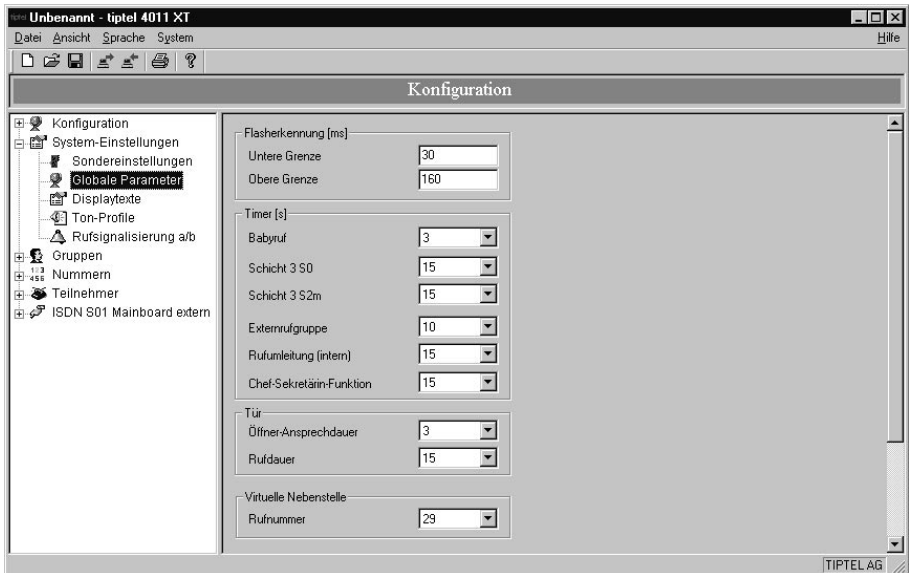 Unbenannt - tiptel 4011 XT
Datei Ansicht Sprache System Hilfe
Konfiguration
Konfiguration
System-Einstellungen
Sondereinstellungen
Globale Parameter
Displaytexte
Ton-Profile
Rufsignalisierung a/b
Gruppen
Nummern
Teilnehmer
ISDN S01 Mainboard extern
Flasherkennung [ms]
Untere Grenze 30
Obere Grenze 160
Timer [s]
Babyruf 3
Schicht 3 S0 15
Schicht 3 S2m 15
Externrufgruppe 10
Rufumleitung (intern) 15
Chef-Sekretärin-Funktion 15
Tür
Öffner-Ansprechdauer 3
Rufdauer 15
Virtuelle Nebenstelle
Rufnummer 29
TIPTEL AG